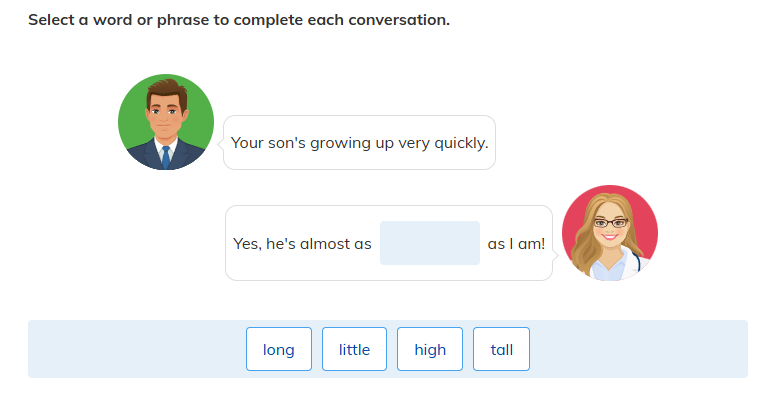 Select a word or phrase to complete each conversation.
Your son's growing up very quickly.
Yes, he's almost as as I am!
long little high tall